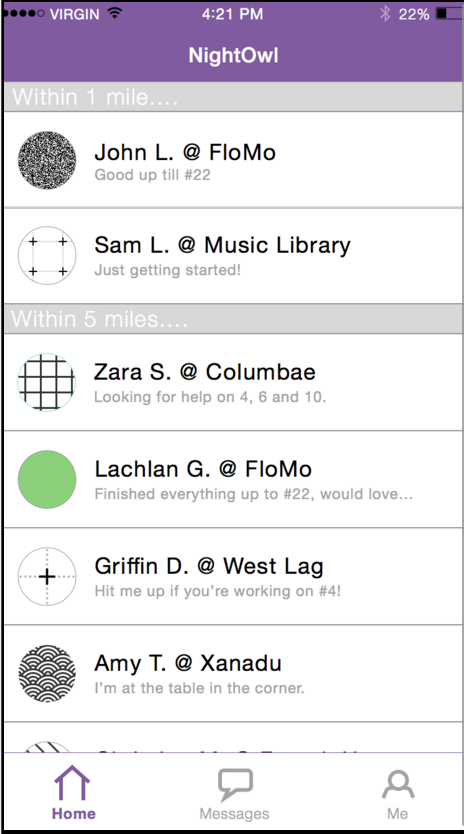 VIRGIN 4:21 PM 22%
NightOwl
Within 1 mile....
John L. @ FloMo
Good up till #22
Sam L. @ Music Library
Just getting started!
Within 5 miles....
Zara S. @ Columbae
Looking for help on 4, 6 and 10.
Lachlan G. @ FloMo
Finished everything up to #22, would love...
Griffin D. @ West Lag
Hit me up if you're working on #4!
Amy T. @ Xanadu
I'm at the table in the corner.
Home Messages Me